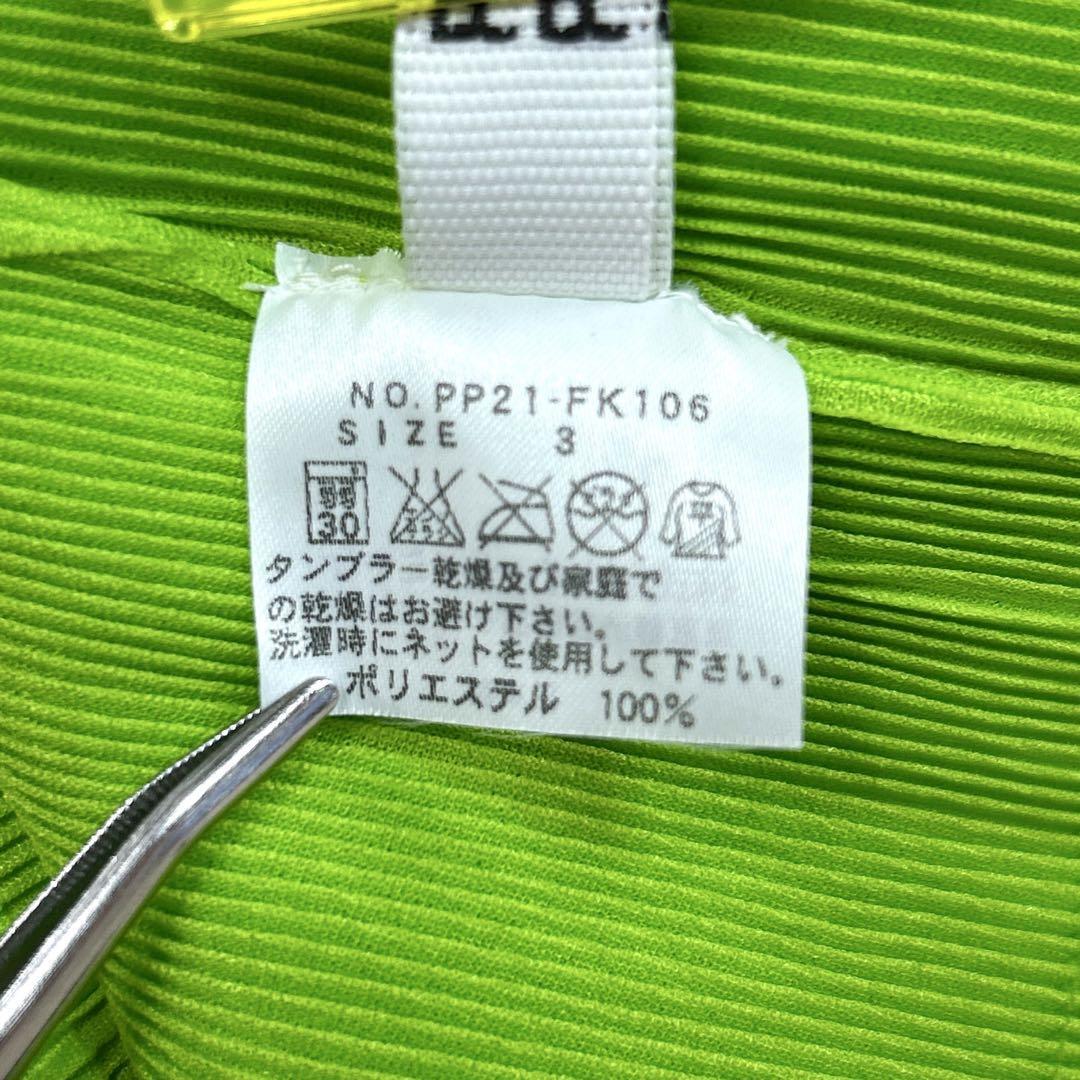 NO.PP21-FK106
SIZE 3
弱
30
タンブラー乾燥及び家庭で
の乾燥はお避け下さい。
洗濯時にネットを使用して下さい。
ポリエステル 100%